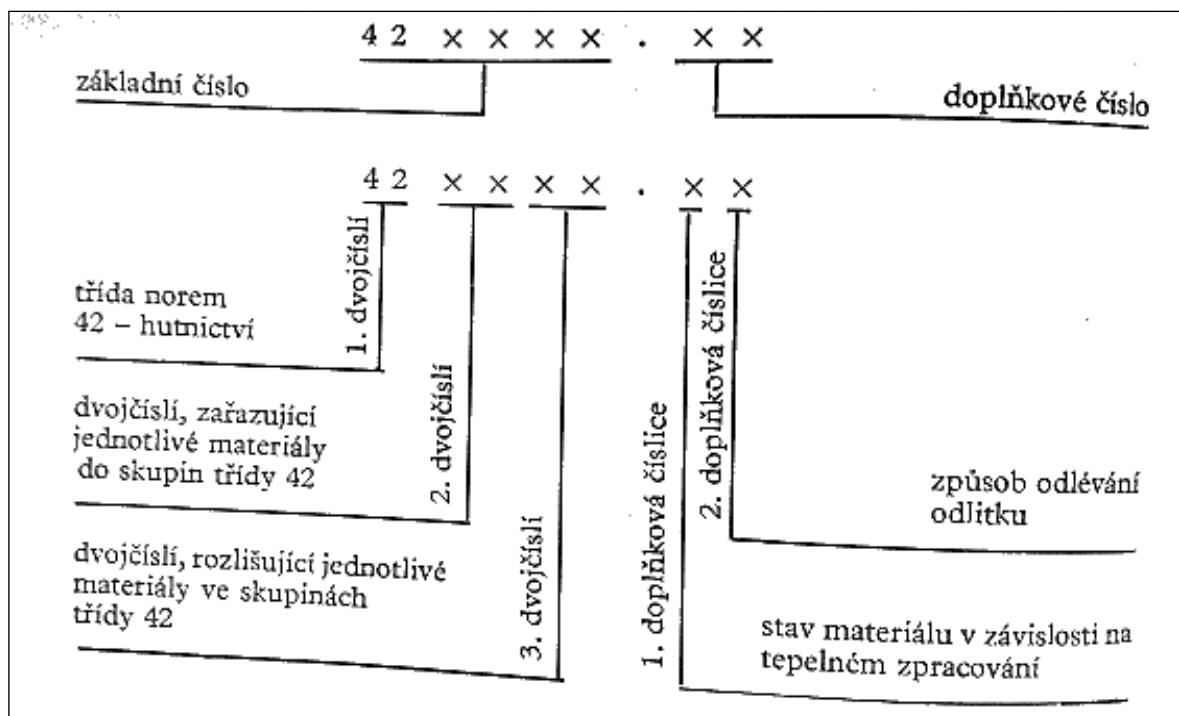 42 × × × × . × ×
základní číslo
doplňkové číslo
42 × × × × . × ×
1. dvojčíslí
2. dvojčíslí
3. dvojčíslí
1. doplňková číslice
2. doplňková číslice
třída norem
42 – hutnictví
dvojčíslí, zařazující
jednotlivé materiály
do skupin třídy 42
dvojčíslí, rozlišující jednotlivé
materiály ve skupinách
třídy 42
způsob odlévání
odlitku
stav materiálu v závislosti na
tepelném zpracování